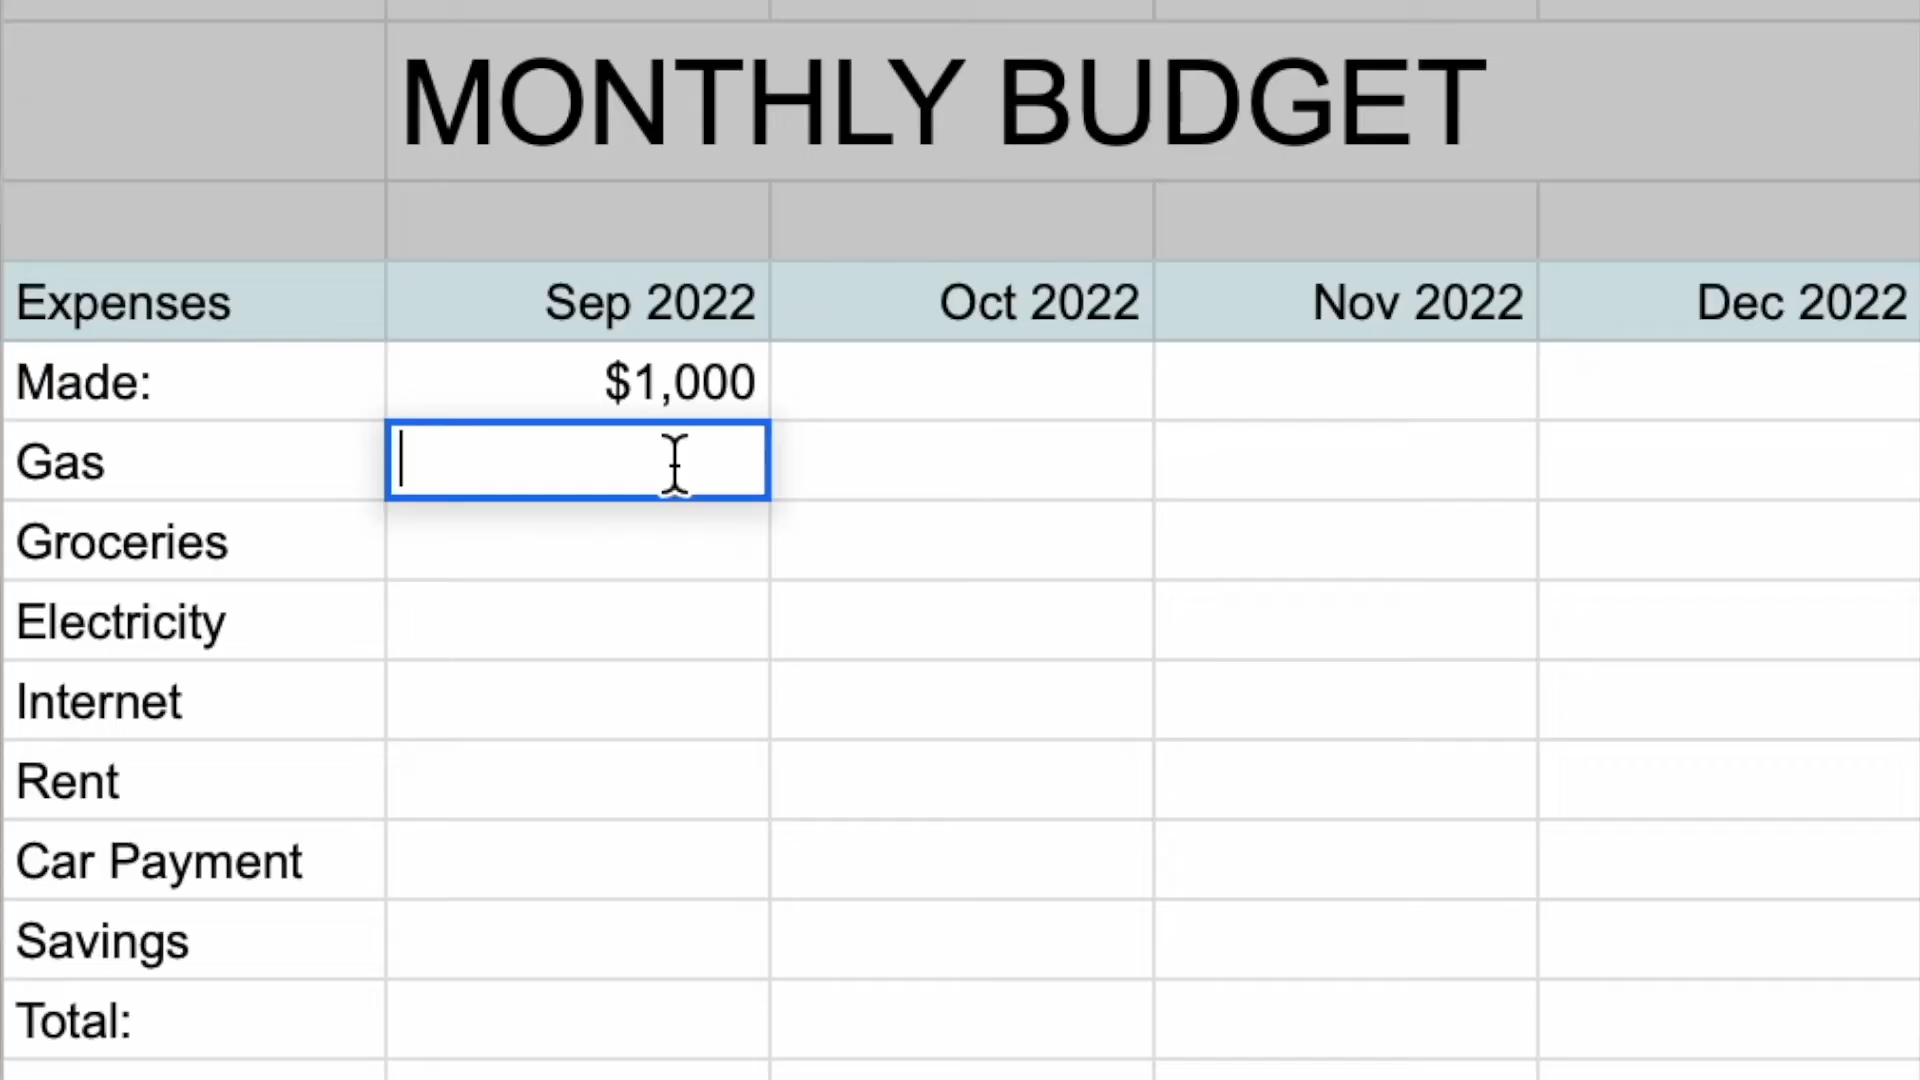 MONTHLY BUDGET
Expenses Sep 2022 Oct 2022 Nov 2022 Dec 2022
Made: $1,000
Gas
Groceries
Electricity
Internet
Rent
Car Payment
Savings
Total: